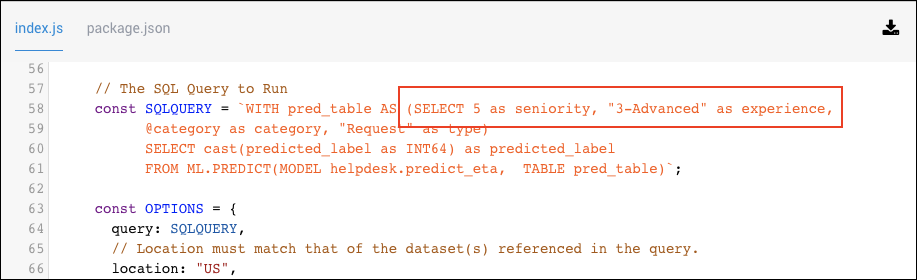 index.js package.json
56
57 // The SQL Query to Run
58 const SQLQUERY = `WITH pred_table AS (SELECT 5 as seniority, "3-Advanced" as experience,
59 @category as category, "Request" as type)
60 SELECT cast(predicted_label as INT64) as predicted_label
61 FROM ML.PREDICT(MODEL helpdesk.predict_eta,  TABLE pred_table)`;
62
63 const OPTIONS = {
64 query: SQLQUERY,
65 // Location must match that of the dataset(s) referenced in the query.
66 location: "US",